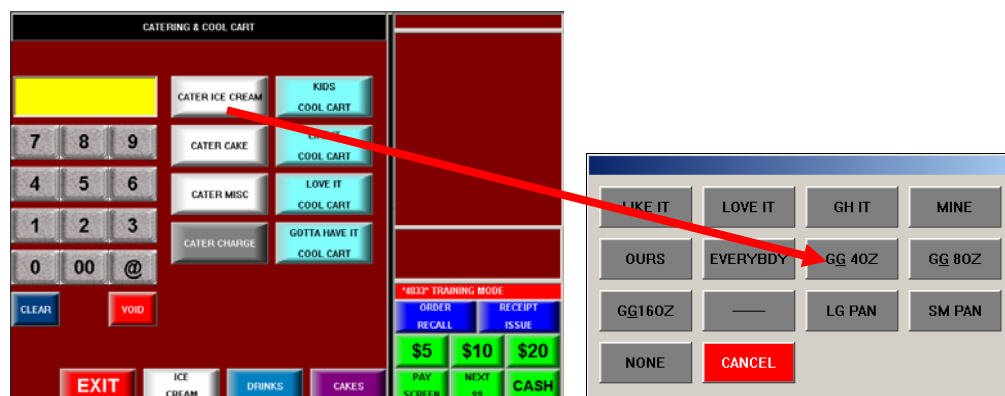 CATERING & COOL CART
CATER ICE CREAM
KIDS
COOL CART
7 8 9
CATER CAKE
COOL CART
4 5 6
CATER MISC
LOVE IT
COOL CART
1 2 3
CATER CHARGE
GOTTA HAVE IT
COOL CART
0 00 @
CLEAR
VOID
*4033* TRAINING MODE
ORDER
RECALL
RECEIPT
ISSUE
$5 $10 $20
EXIT
ICE
CREAM
DRINKS
CAKES
PAY
SCREEN
NEXT
CASH
LIKE IT
LOVE IT
GH IT
MINE
OURS
EVERYBDY
GG 4OZ
GG 8OZ
GG16OZ
LG PAN
SM PAN
NONE
CANCEL